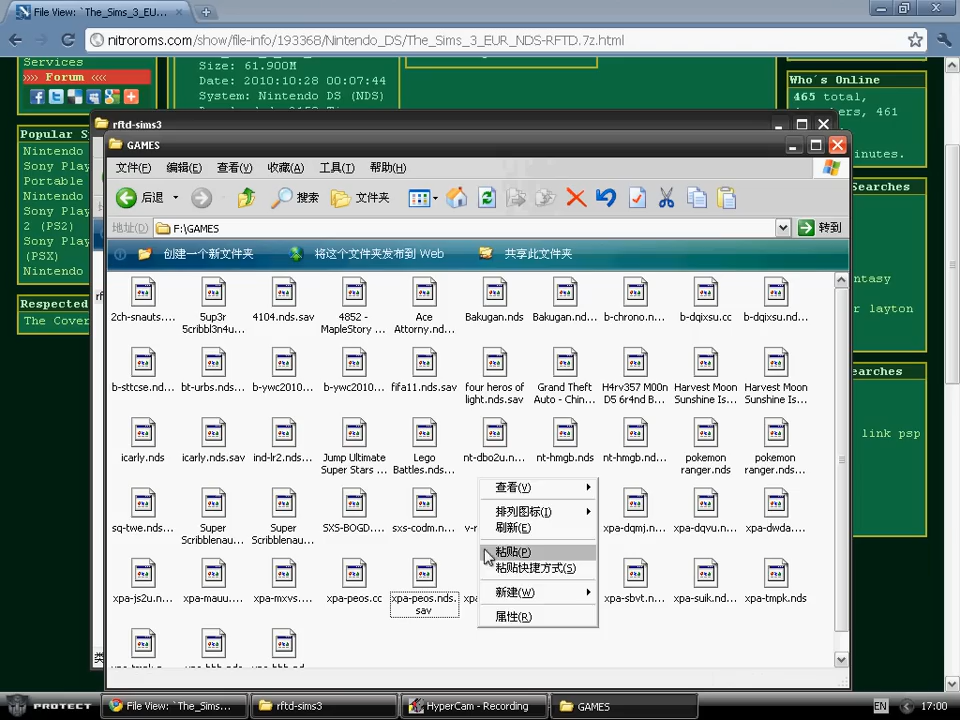 File View: `The_Sims_3_EU...
nitroroms.com/show/file-info/193368/Nintendo_DS/The_Sims_3_EUR_NDS-RFTD.7z.html
Services
>>> Forum <<<
Size: 61.900M
Date: 2010:10:28 00:07:44
System: Nintendo DS (NDS)
Who´s Online
465 total,
461
Popular S
Nintendo
Sony Play
Portable
Nintendo
Sony Play
2 (PS2)
Sony Play
(PSX)
Nintendo
Respected
The Cover
Searches
layton
link psp
rftd-sims3
GAMES
文件(F) 编辑(E) 查看(V) 收藏(A) 工具(T) 帮助(H)
后退 搜索 文件夹
地址(D) F:\GAMES 转到
创建一个新文件夹 将这个文件夹发布到 Web 共享此文件夹
2ch-snauts....
5up3r Scribbl3n4u...
4104.nds.sav
4852 - MapleStory ...
Ace Attorny.nd...
Bakugan.nds
Bakugan.nd...
b-chrono.n...
b-dqixsu.cc
b-dqixsu.nd...
b-sttcse.nd...
bt-urbs.nds...
b-ywc2010...
b-ywc2010...
fifa11.nds.sav
four heros of light.nds.sav
Grand Theft Auto - Chin...
H4rv357 M00n D5 6r4nd B...
Harvest Moon Sunshine Is...
Harvest Moon Sunshine Is...
icarly.nds
icarly.nds.sav
ind-lr2.nds...
Jump Ultimate Super Stars ...
Lego Battles.nds...
nt-dbo2u.n...
nt-hmgb.nds
nt-hmgb.nd...
pokemon ranger.nds
pokemon ranger.nds...
sq-twe.nds...
Super Scribblenau...
Super Scribblenau...
SXS-BOGD....
sxs-codm.n...
xpa-dqmj.n...
xpa-dqvu.n...
xpa-dwda....
xpa-js2u.n...
xpa-mauu....
xpa-mxvs....
xpa-peos.cc
xpa-peos.nds.sav
xpa-sbvt.n...
xpa-suik.nd...
xpa-tmpk.nds
查看(V)
排列图标(I)
刷新(E)
粘贴(P)
粘贴快捷方式(S)
新建(W)
属性(R)
PROTECT
File View: `The_Sims...
rftd-sims3
HyperCam - Recording
GAMES
EN
17:00